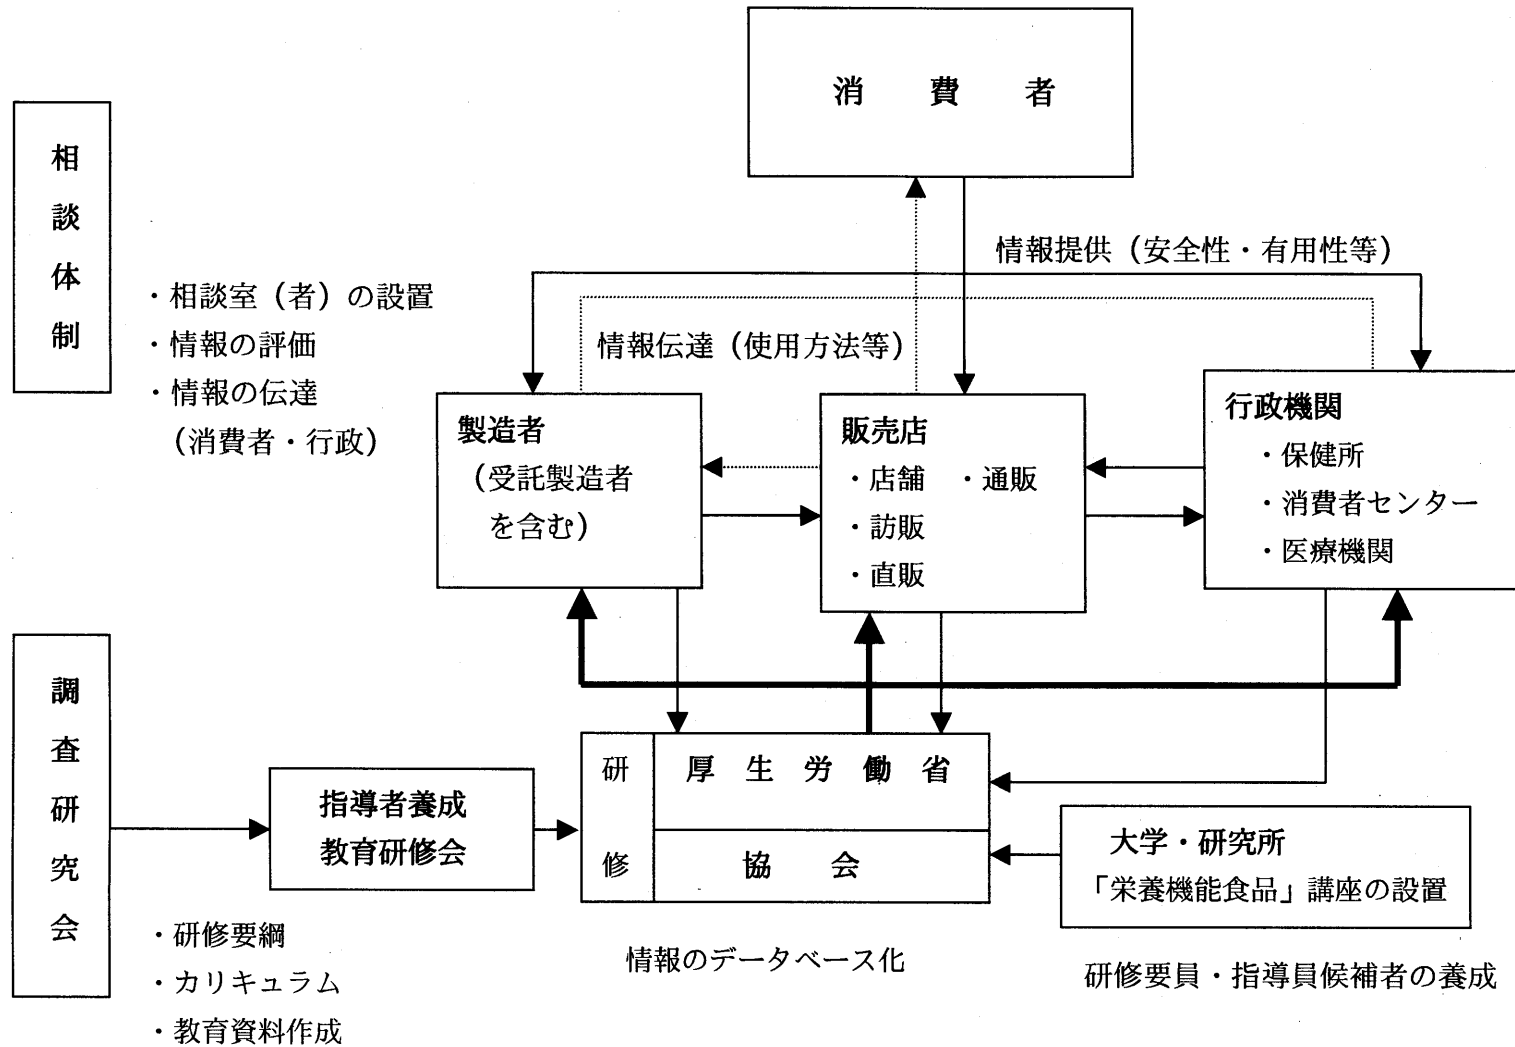 消費者
相談体制
・相談室（者）の設置
・情報の評価
・情報の伝達
（消費者・行政）
情報提供（安全性・有用性等）
情報伝達（使用方法等）
製造者
（受託製造者
を含む）
販売店
・店舗　・通販
・訪販
・直販
行政機関
・保健所
・消費者センター
・医療機関
調査研究会
指導者養成
教育研修会
・研修要綱
・カリキュラム
・教育資料作成
研修
厚生労働省
協会
情報のデータベース化
大学・研究所
「栄養機能食品」講座の設置
研修要員・指導員候補者の養成